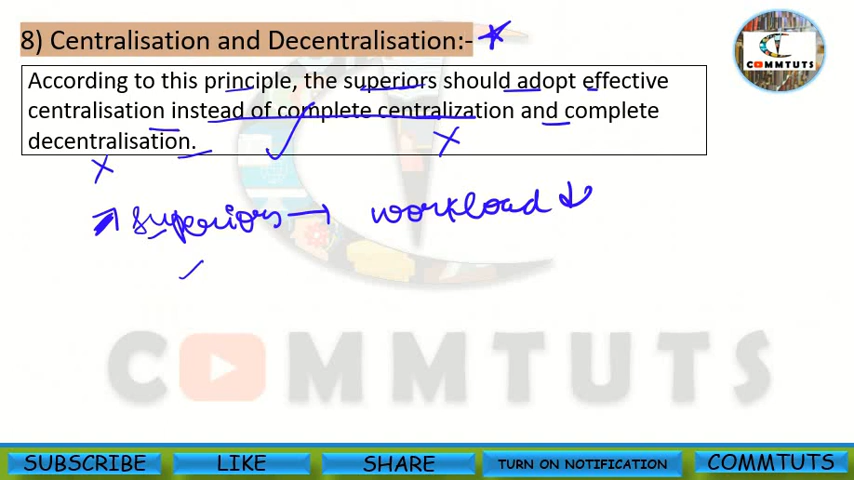 8) Centralisation and Decentralisation:-
COMMTUTS
According to this principle, the superiors should adopt effective
centralisation instead of complete centralization and complete
decentralisation.
superiors → workload ↓
COMMTUTS
SUBSCRIBE
LIKE
SHARE
TURN ON NOTIFICATION
COMMTUTS